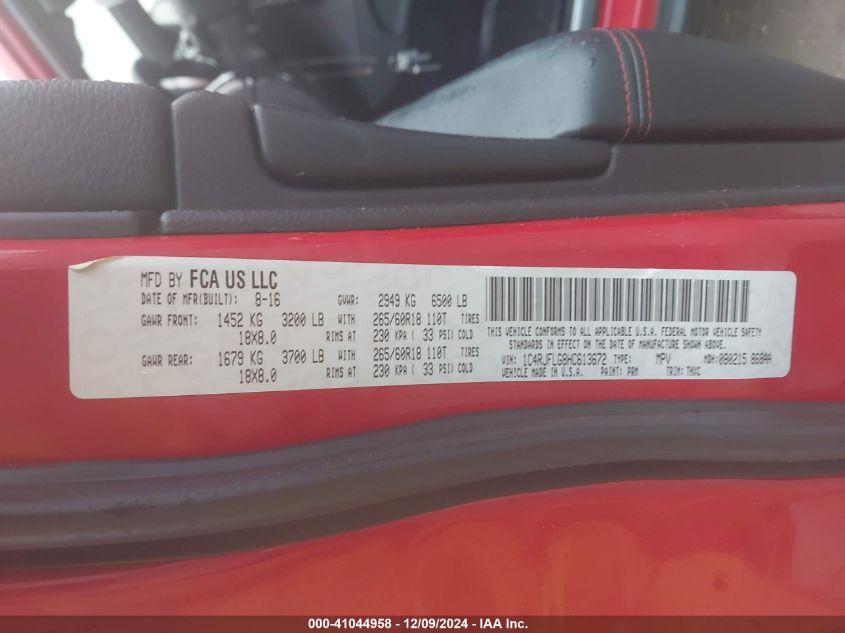 MFD BY FCA US LLC
DATE OF MFR(BUILT): 8-16 GVWR: 2949 KG 6500 LB
GAWR FRONT: 1452 KG 3200 LB WITH 265/60R18 110T TIRES
18X8.0 RIMS AT 230 KPA ( 33 PSI) COLD
GAWR REAR: 1679 KG 3700 LB WITH 265/60R18 110T TIRES
18X8.0 RIMS AT 230 KPA ( 33 PSI) COLD
THIS VEHICLE CONFORMS TO ALL APPLICABLE U.S.A. FEDERAL MOTOR VEHICLE SAFETY
STANDARDS IN EFFECT ON THE DATE OF MANUFACTURE SHOWN ABOVE.
VIN: 1C4RJFLG8HC613672 TYPE: MPV MDH: 080215 868AA
VEHICLE MADE IN U.S.A. PAINT: PRM TRIM: THXC
000-41044958 - 12/09/2024 - IAA Inc.